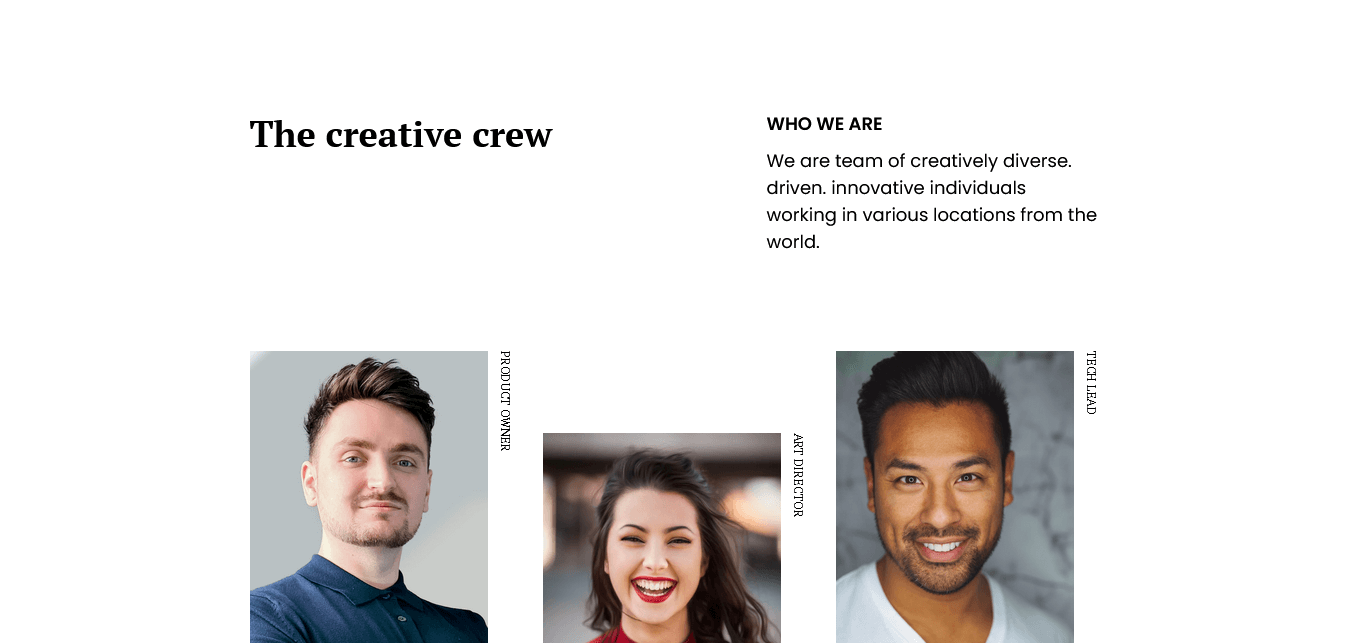 The creative crew
WHO WE ARE
We are team of creatively diverse.
driven. innovative individuals
working in various locations from the
world.
PRODUCT OWNER
ART DIRECTOR
TECH LEAD